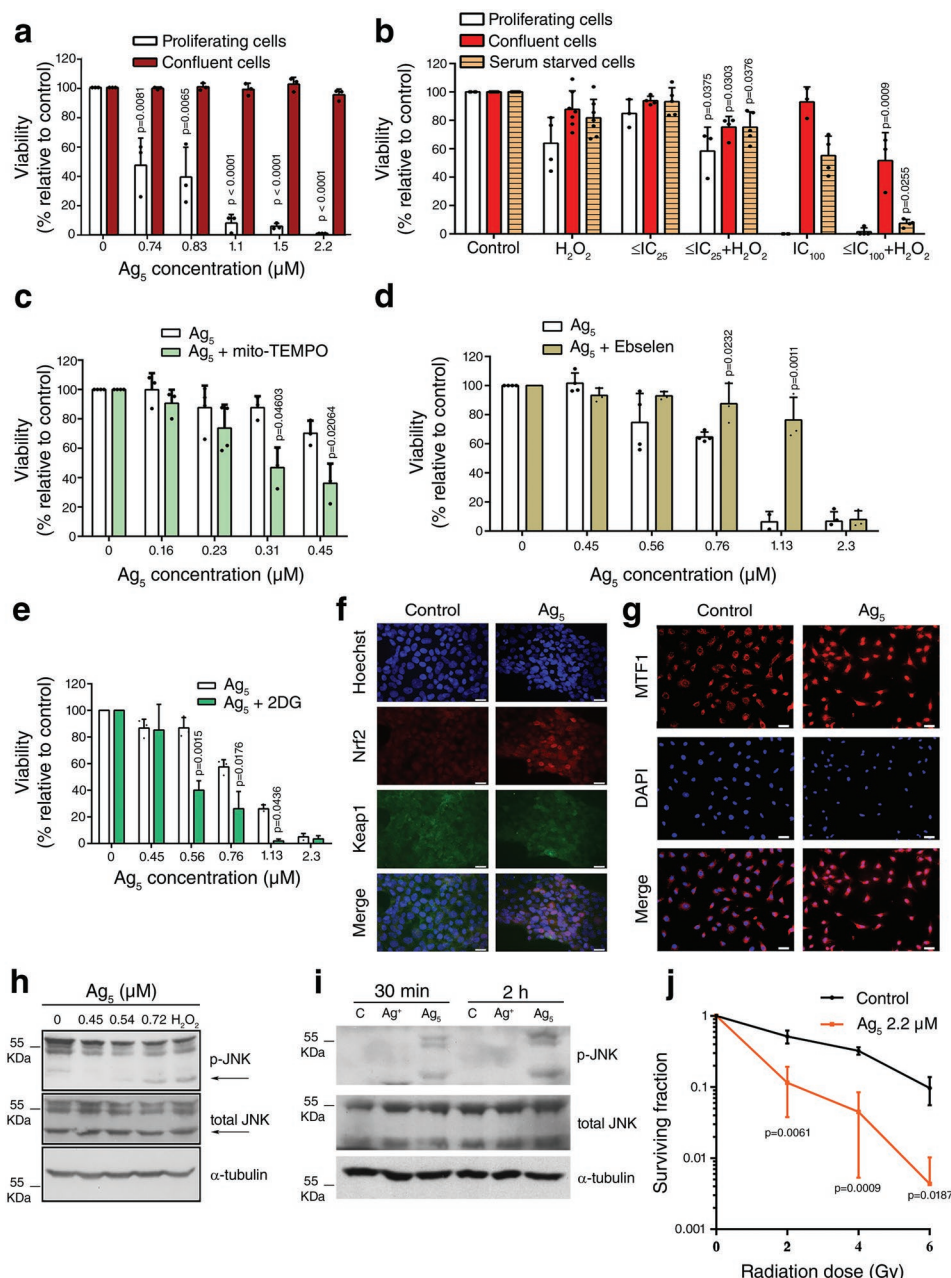 a
Proliferating cells
Confluent cells
Viability
(% relative to control)
120
100
80
60
40
20
0
p=0.0081
p=0.0065
p < 0.0001
p < 0.0001
p <0.0001
0 0.74 0.83 1.1 1.5 2.2
Ag₅ concentration (µM)
b
Proliferating cells
Confluent cells
Serum starved cells
Viability
(% relative to control)
120
100
80
60
40
20
0
p=0.0375
p=0.0303
p=0.0376
p=0.0009
p=0.0255
Control H₂O₂ ≤IC₂₅ ≤IC₂₅+H₂O₂ IC₁₀₀ ≤IC₁₀₀+H₂O₂
c
Ag₅
Ag₅ + mito-TEMPO
Viability
(% relative to control)
120
100
80
60
40
20
0
p=0.04603
p=0.02064
0 0.16 0.23 0.31 0.45
Ag₅ concentration (µM)
d
Ag₅
Ag₅ + Ebselen
Viability
(% relative to control)
120
100
80
60
40
20
0
p=0.0232
p=0.0011
0 0.45 0.56 0.76 1.13 2.3
Ag₅ concentration (µM)
e
Ag₅
Ag₅ + 2DG
Viability
(% relative to control)
120
100
80
60
40
20
0
p=0.0015
p=0.0176
p=0.0436
0 0.45 0.56 0.76 1.13 2.3
Ag₅ concentration (µM)
f
Control Ag₅
Hoechst
Nrf2
Keap1
Merge
g
Control Ag₅
MTF1
DAPI
Merge
h
Ag₅ (µM)
0 0.45 0.54 0.72 H₂O₂
55
KDa
p-JNK
55
KDa
total JNK
55
KDa
α-tubulin
i
30 min 2 h
C Ag⁺ Ag₅ C Ag⁺ Ag₅
55
KDa
p-JNK
55
KDa
total JNK
55
KDa
α-tubulin
j
Control
Ag₅ 2.2 µM
Surviving fraction
1
0.1
0.01
0.001
p=0.0061
p=0.0009
p=0.0187
0 2 4 6
Radiation dose (Gy)